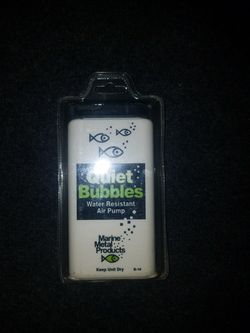 Quiet
Bubbles
Water Resistant
Air Pump
Marine
Metal
Products
Keep Unit Dry